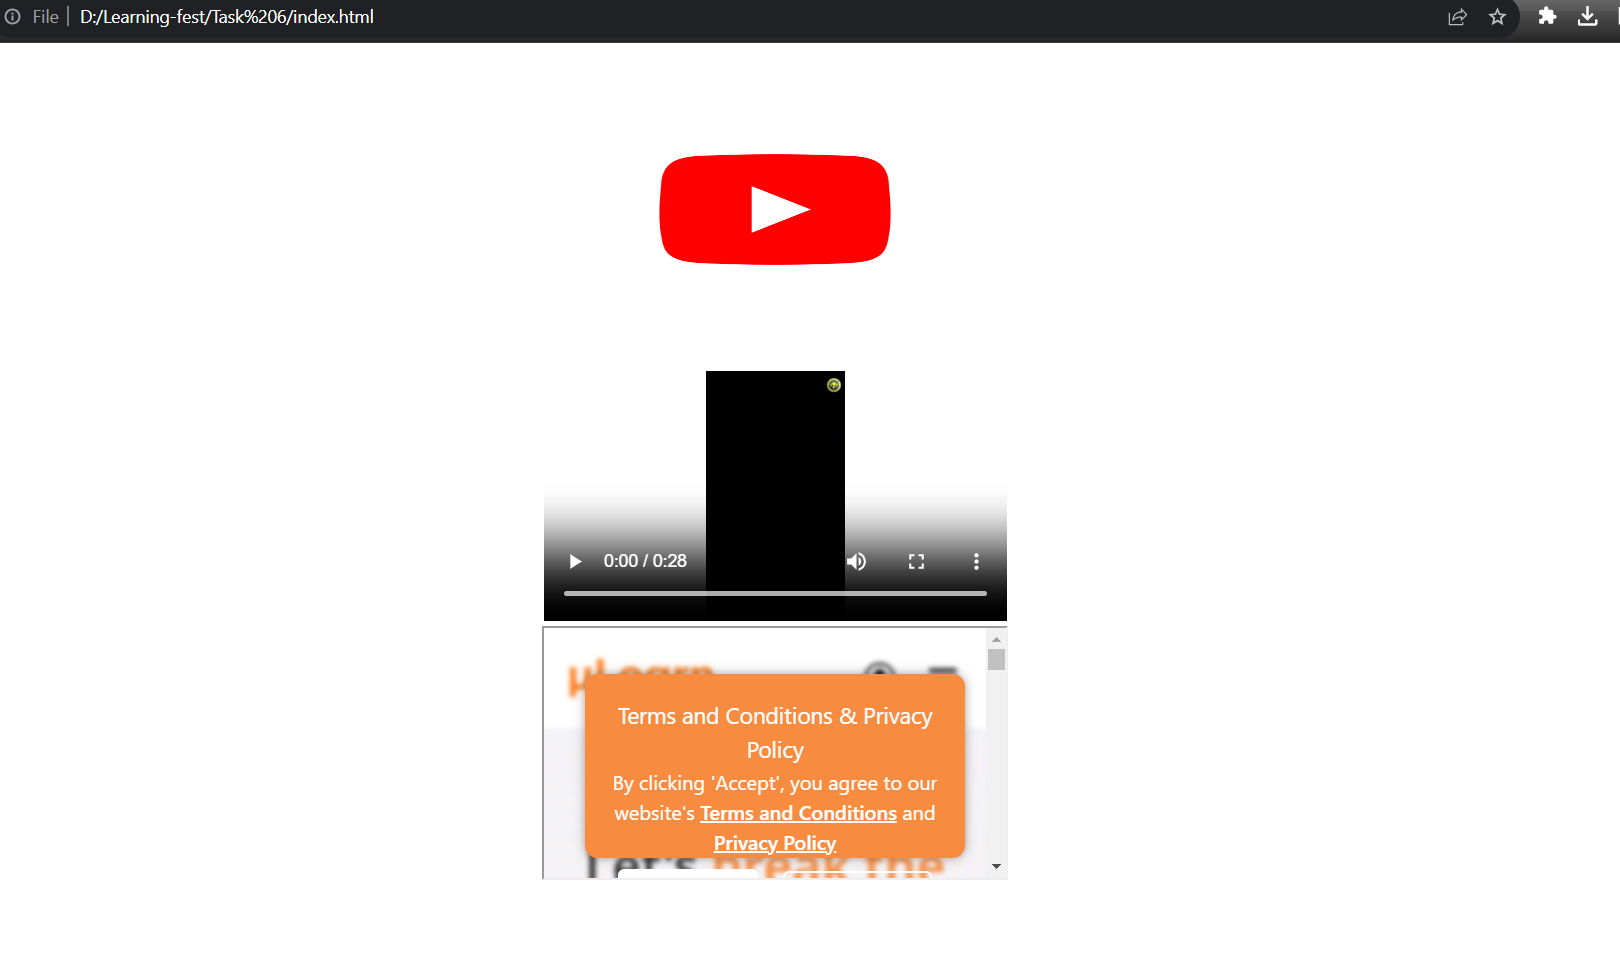 File
D:/Learning-fest/Task%206/index.html
0:00 / 0:28
µLearn
Terms and Conditions & Privacy
Policy
By clicking 'Accept', you agree to our
website's Terms and Conditions and
Privacy Policy
Let's break the